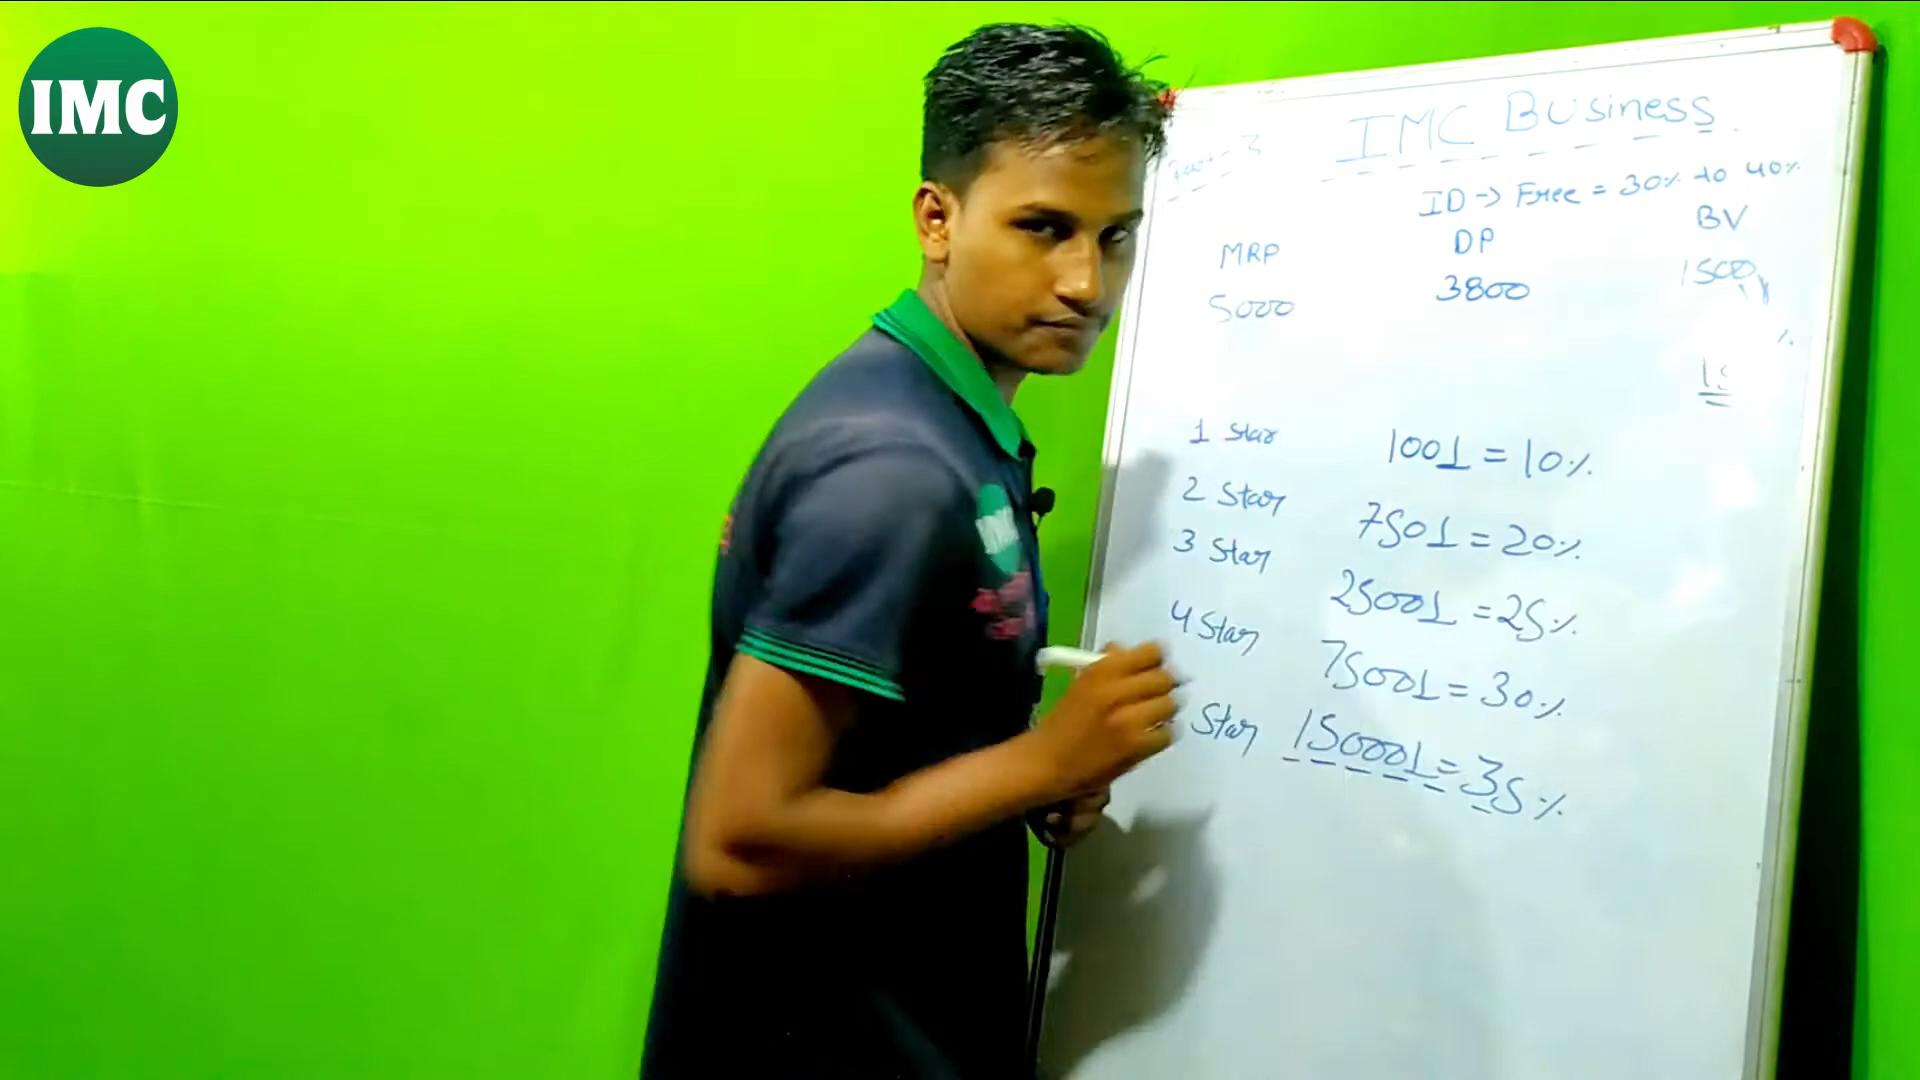 IMC
IMC Business
ID -> Free = 30% to 40%
MRP DP BV
5000 3800 1500
%
1 Star 1001 = 10%
2 Star 7501 = 20%
3 Star 25001 = 25%
4 Star 75001 = 30%
Star 150001 = 35%
IMC